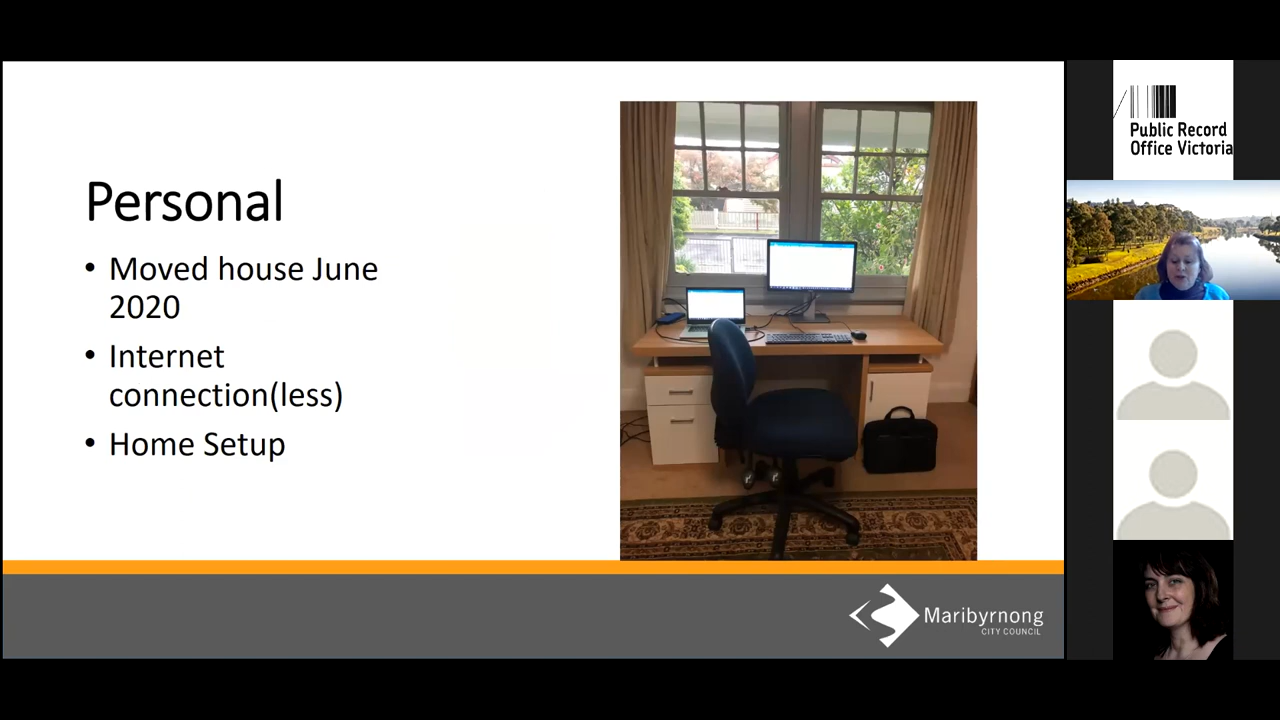 Personal
• Moved house June
2020
• Internet
connection(less)
• Home Setup
Maribyrnong
CITY COUNCIL
Public Record
Office Victoria